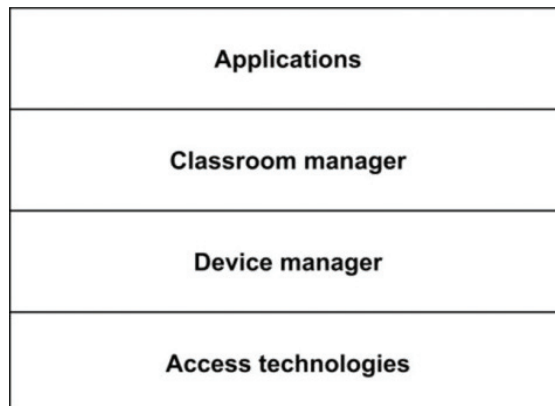 Applications
Classroom manager
Device manager
Access technologies